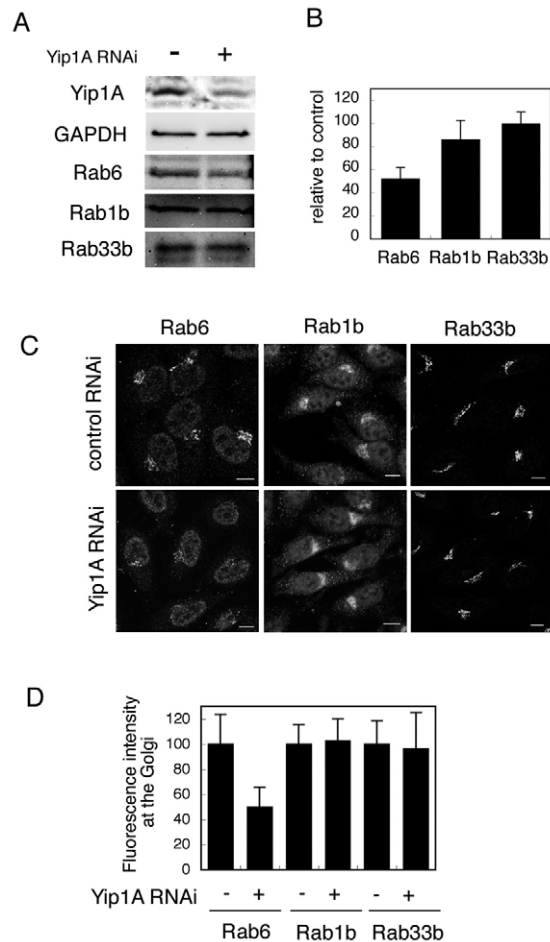 A
Yip1A RNAi - +
Yip1A
GAPDH
Rab6
Rab1b
Rab33b
B
relative to control
120
100
80
60
40
20
0
Rab6 Rab1b Rab33b
C
Rab6 Rab1b Rab33b
control RNAi
Yip1A RNAi
D
Fluorescence intensity
at the Golgi
120
100
80
60
40
20
0
Yip1A RNAi - + - + - +
Rab6 Rab1b Rab33b